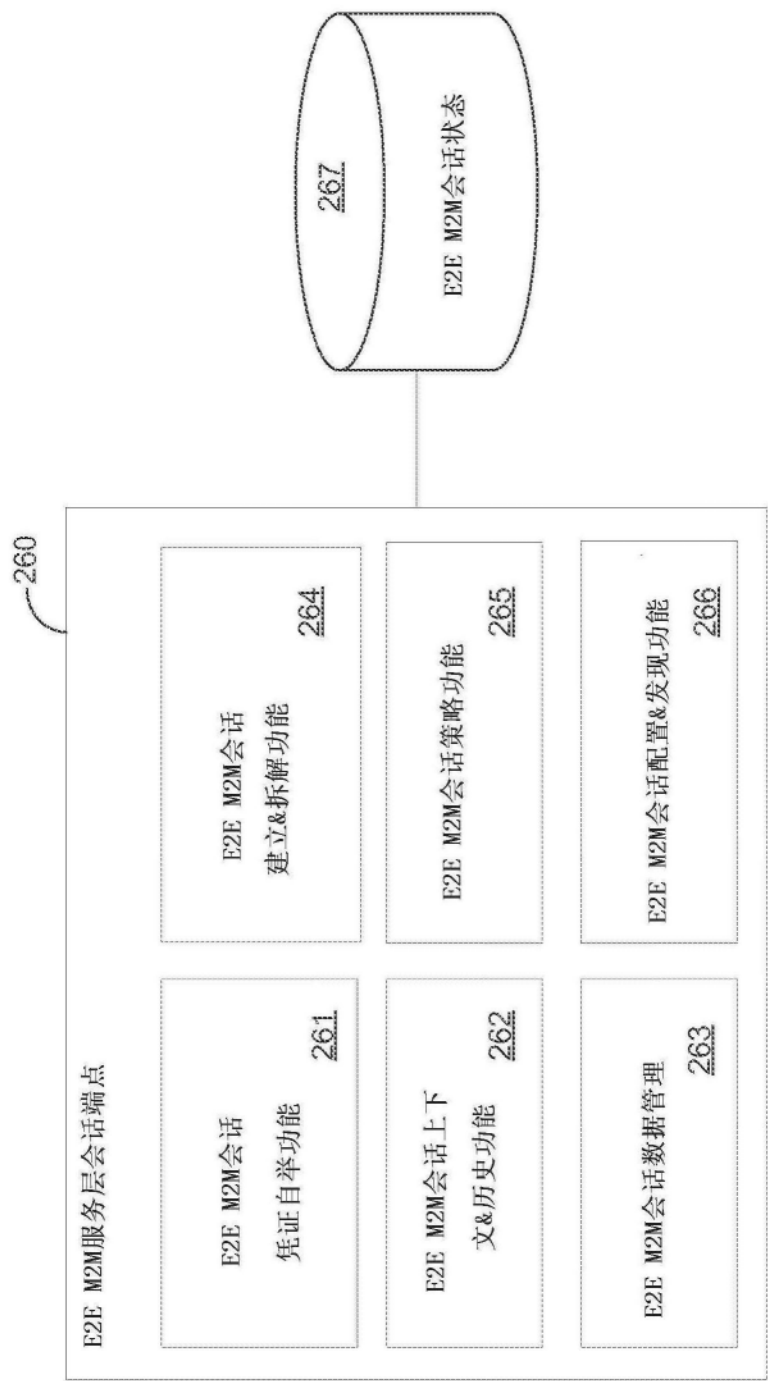 E2E M2M服务层会话端点
260
E2E M2M会话
凭证自举功能
261
E2E M2M会话
建立&拆解功能
264
E2E M2M会话上下
文&历史功能
262
E2E M2M会话策略功能
265
E2E M2M会话数据管理
263
E2E M2M会话配置&发现功能
266
267
E2E M2M会话状态